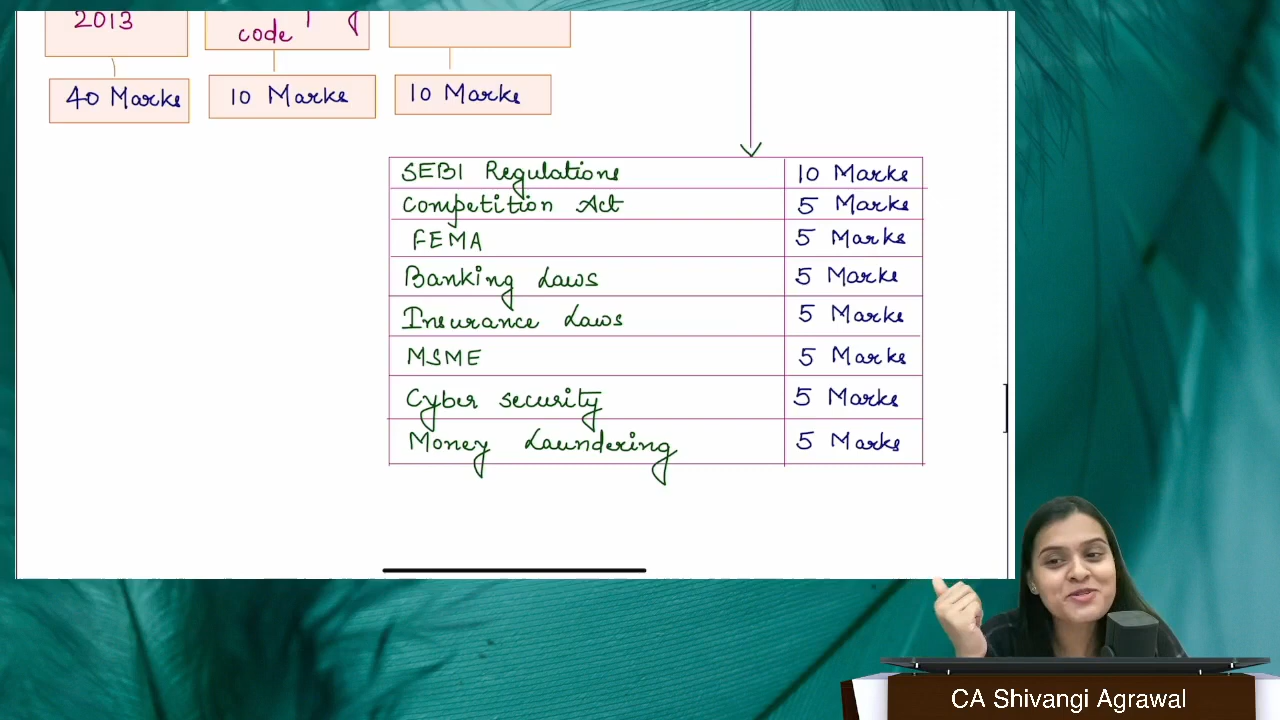 2013
code
40 Marks
10 Marks
10 Marks
SEBI Regulations 10 Marks
Competition Act 5 Marks
FEMA 5 Marks
Banking Laws 5 Marks
Insurance Laws 5 Marks
MSME 5 Marks
Cyber security 5 Marks
Money Laundering 5 Marks
CA Shivangi Agrawal